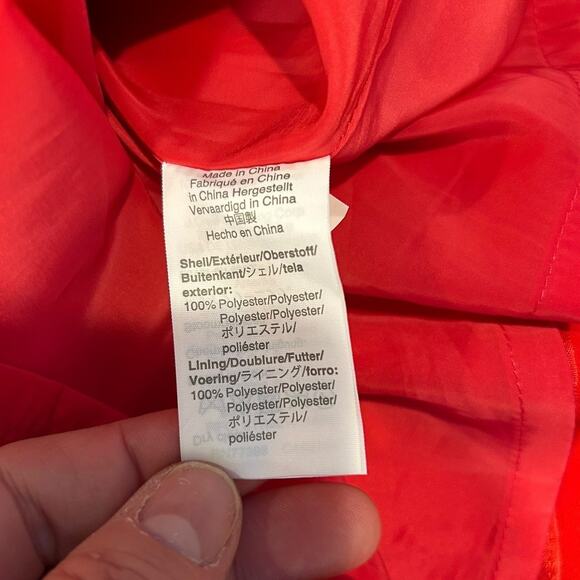 Made in China
Fabriqué en Chine
in China Hergestellt
Vervaardigd in China
中国製
Hecho en China
Shell/Extérieur/Oberstoff/
Buitenkant/シェル/tela
exterior:
100% Polyester/Polyester/
Polyester/Polyester/
ポリエステル/
poliéster
Lining/Doublure/Futter/
Voering/ライニング/forro:
100% Polyester/Polyester/
Polyester/Polyester/
ポリエステル/
poliéster